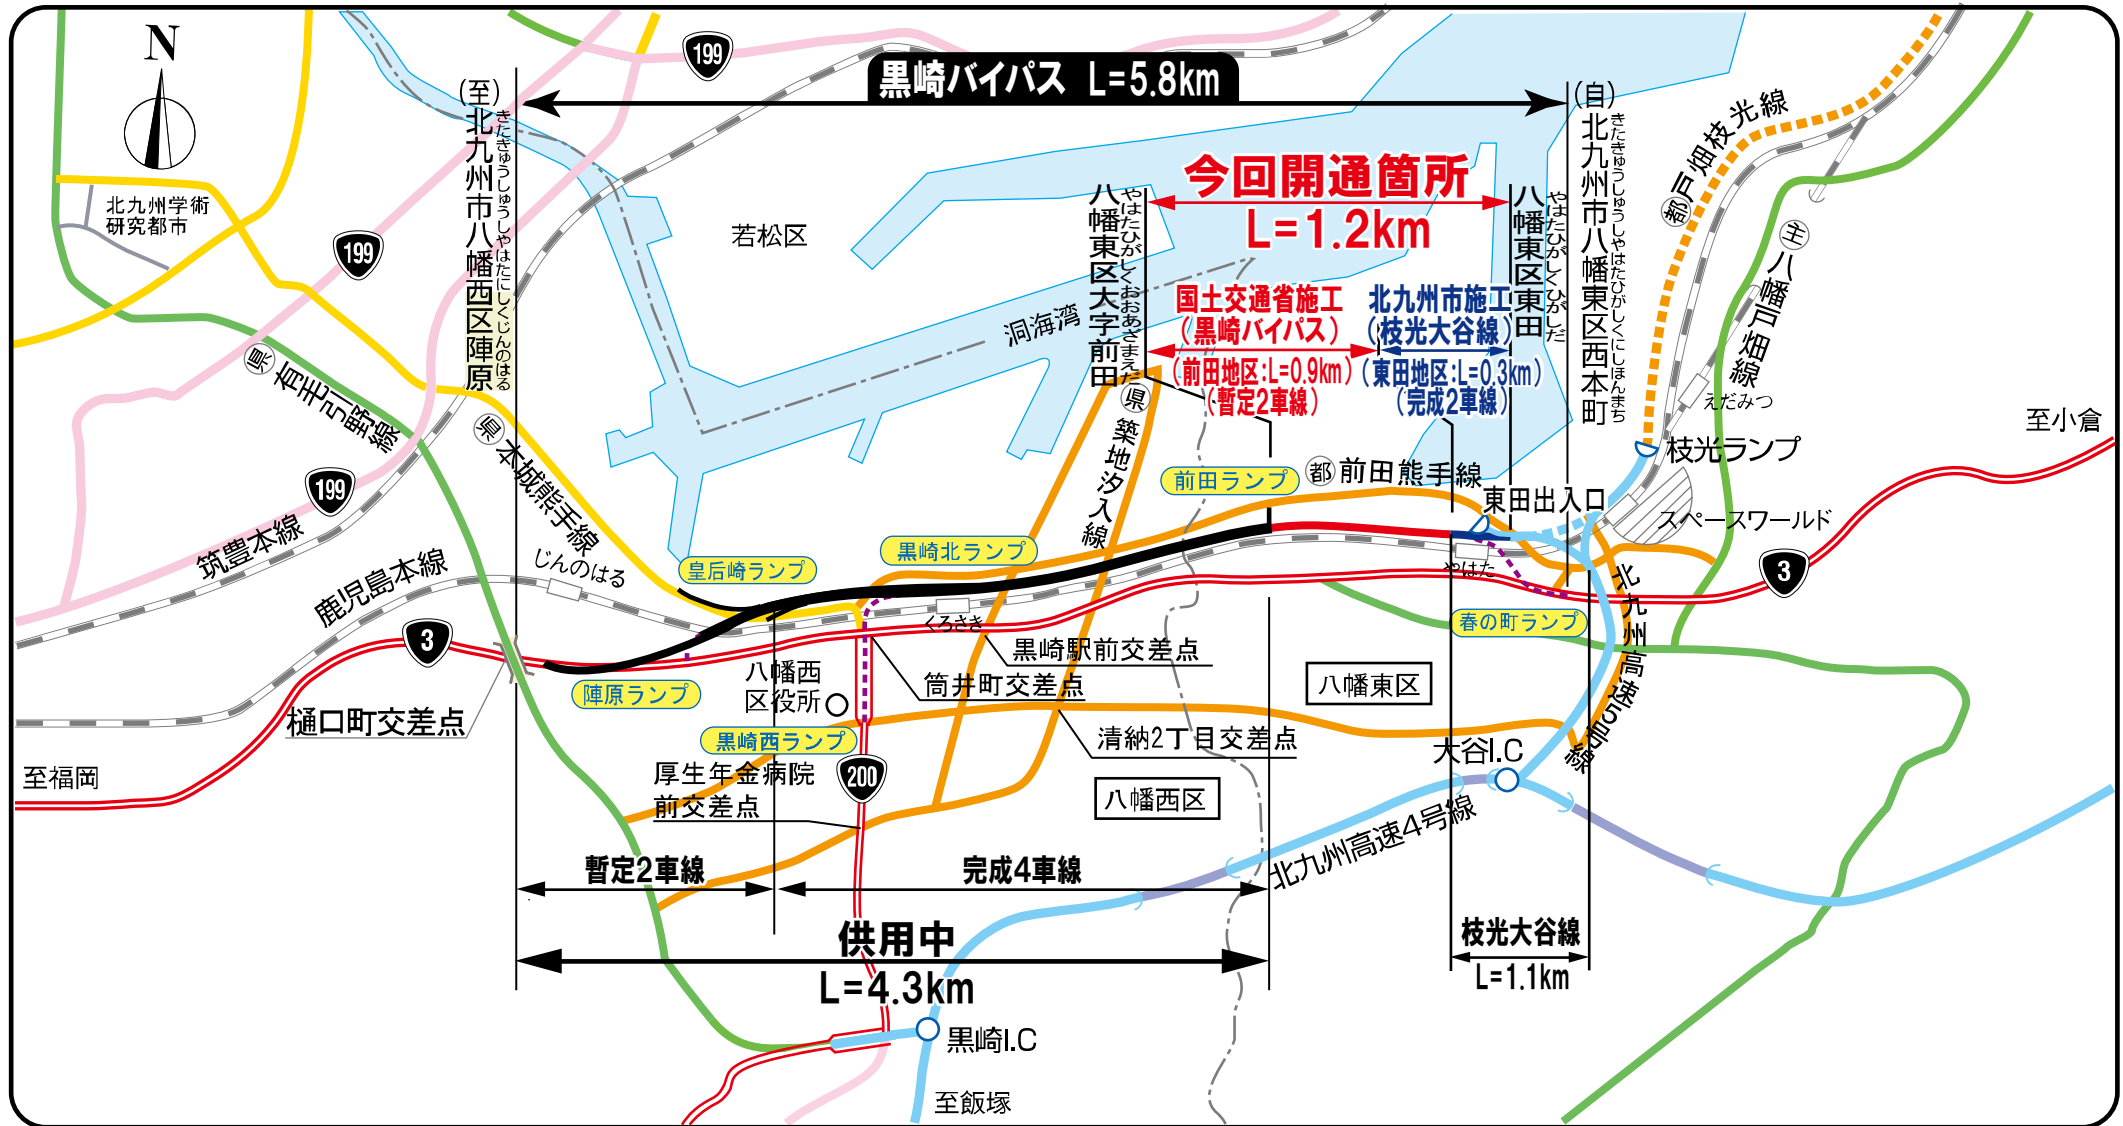 N
199
黒崎バイパス L=5.8km
(至)
北九州市八幡西区陣原
きたきゅうしゅうしやはたにしくじんのはる
(自)
北九州市八幡東区西本町
きたきゅうしゅうしやはたひがしくにしほんまち
都 戸畑枝光線
今回開通箇所
L=1.2km
八幡東区大字前田
やはたひがしくおおあざまえだ
八幡東区東田
やはたひがしくひがしだ
北九州学術
研究都市
199
若松区
洞海湾
国土交通省施工
(黒崎バイパス)
(前田地区:L=0.9km)
(暫定2車線)
北九州市施工
(枝光大谷線)
(東田地区:L=0.3km)
(完成2車線)
主 八幡戸畑線
えだみつ
至小倉
枝光ランプ
県 有毛引野線
県 本城熊手線
県 築地汐入線
199
前田ランプ
都 前田熊手線
東田出入口
スペースワールド
筑豊本線
鹿児島本線
じんのはる
皇后崎ランプ
黒崎北ランプ
やはた
3
3
くろさき
春の町ランプ
北九州高速5号線
黒崎駅前交差点
筒井町交差点
八幡西
区役所
陣原ランプ
八幡東区
樋口町交差点
黒崎西ランプ
清納2丁目交差点
大谷I.C
至福岡
厚生年金病院
前交差点
200
八幡西区
北九州高速4号線
暫定2車線
完成4車線
供用中
L=4.3km
枝光大谷線
L=1.1km
黒崎I.C
至飯塚